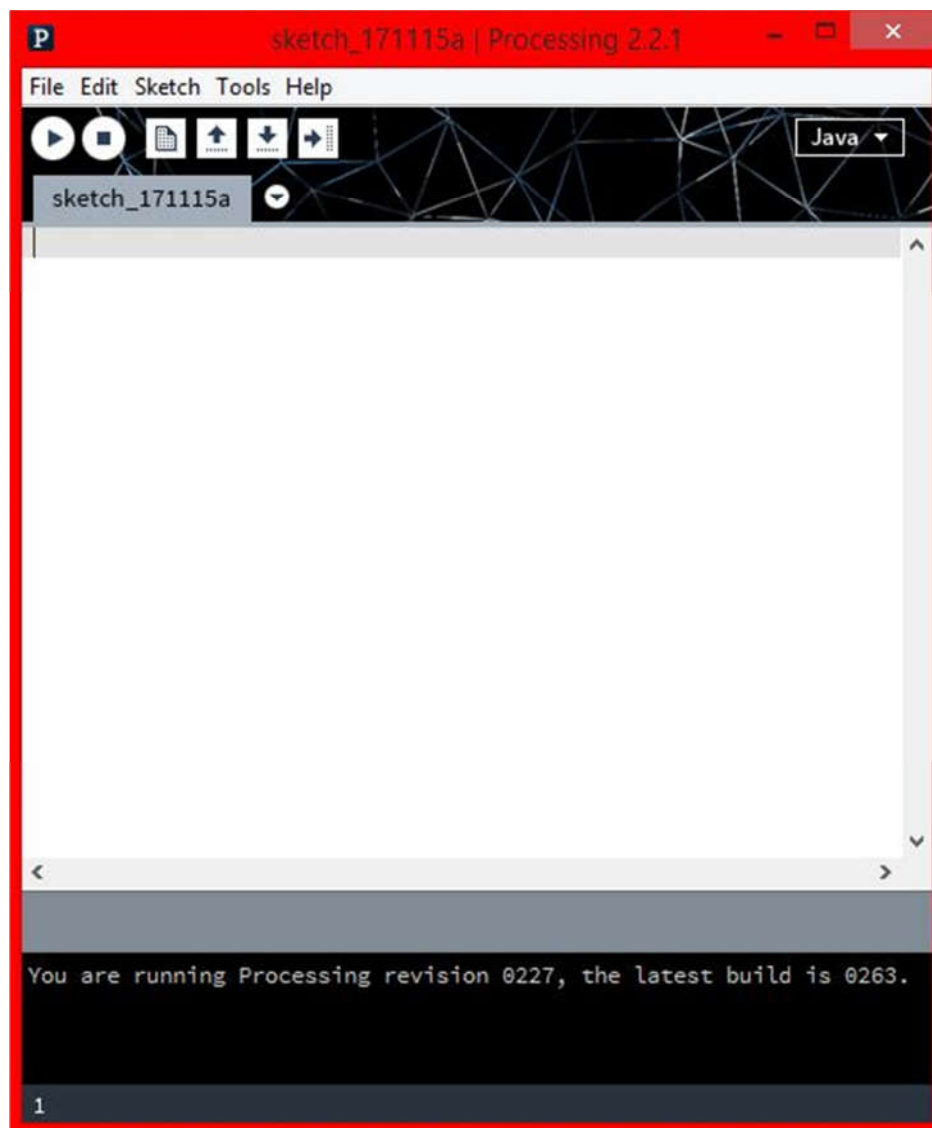 P
sketch_171115a | Processing 2.2.1
File Edit Sketch Tools Help
Java
sketch_171115a
You are running Processing revision 0227, the latest build is 0263.
1